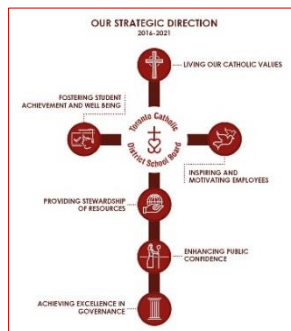 OUR STRATEGIC DIRECTION
2016-2021
LIVING OUR CATHOLIC VALUES
FOSTERING STUDENT
ACHIEVEMENT AND WELL BEING
Toronto Catholic
District School Board
INSPIRING AND
MOTIVATING EMPLOYEES
PROVIDING STEWARDSHIP
OF RESOURCES
ENHANCING PUBLIC
CONFIDENCE
ACHIEVING EXCELLENCE IN
GOVERNANCE